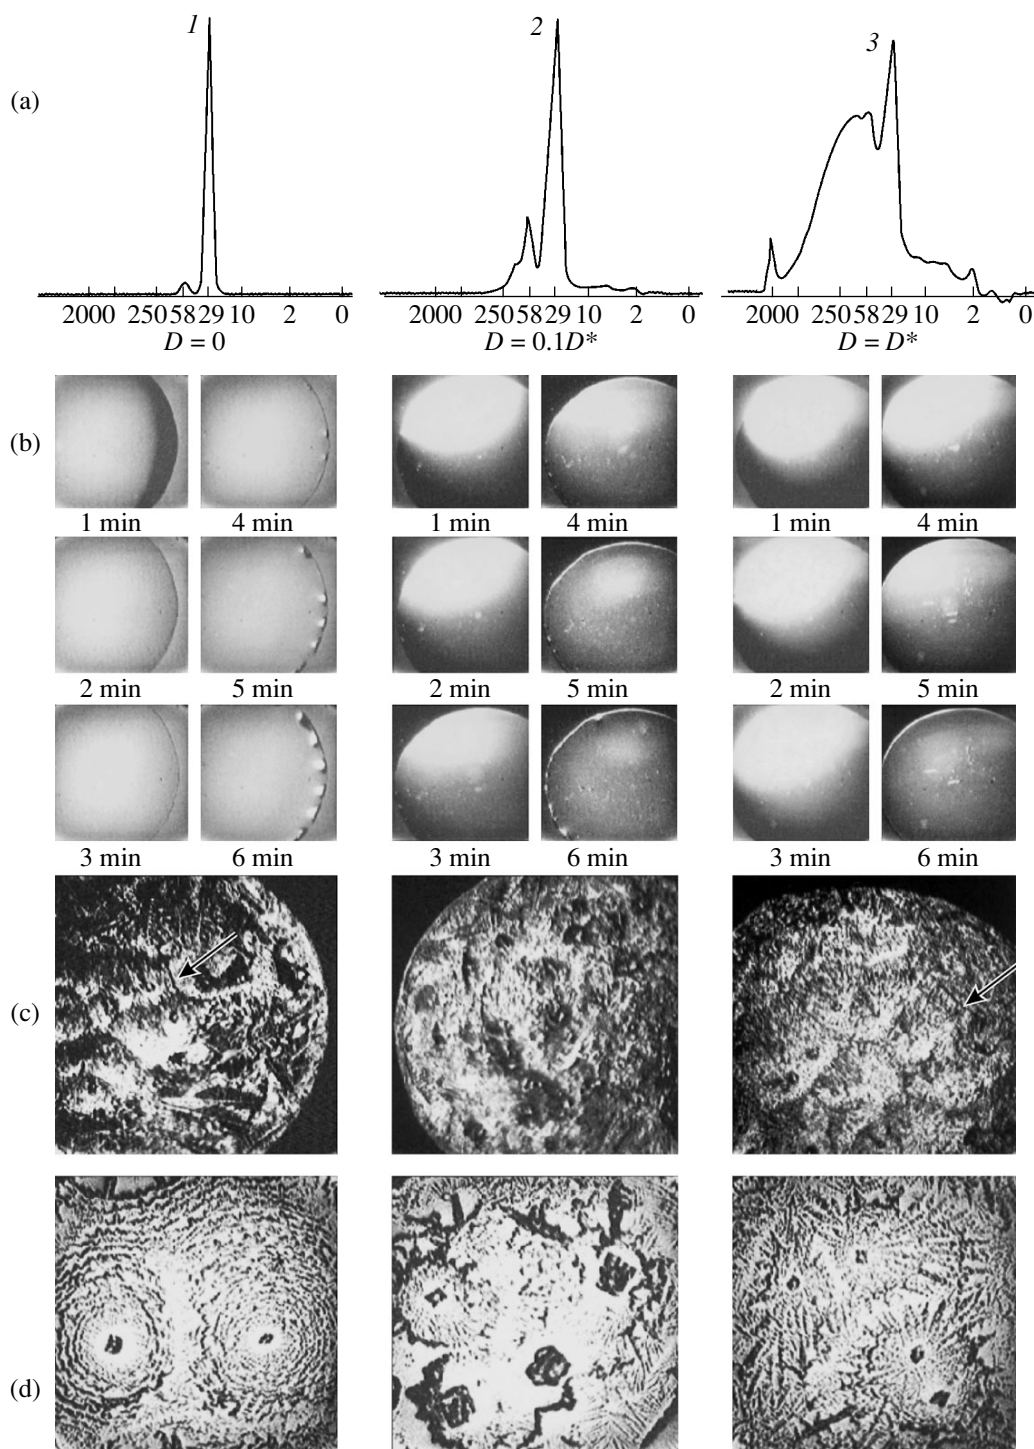 1 2 3
(a)
2000 250 58 29 10 2 0 2000 250 58 29 10 2 0 2000 250 58 29 10 2 0
D = 0 D = 0.1D* D = D*
(b)
1 min 4 min 1 min 4 min 1 min 4 min
2 min 5 min 2 min 5 min 2 min 5 min
3 min 6 min 3 min 6 min 3 min 6 min
(c)
(d)